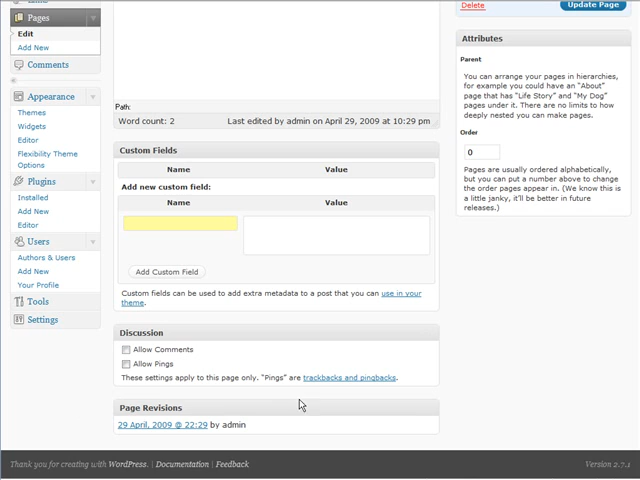 Pages
Edit
Add New
Comments
Appearance
Themes
Widgets
Editor
Flexibility Theme
Options
Plugins
Installed
Add New
Editor
Users
Authors & Users
Add New
Your Profile
Tools
Settings
Path:
Word count: 2
Last edited by admin on April 29, 2009 at 10:29 pm
Custom Fields
Name Value
Add new custom field:
Name Value
Add Custom Field
Custom fields can be used to add extra metadata to a post that you can use in your
theme.
Discussion
Allow Comments
Allow Pings
These settings apply to this page only. “Pings” are trackbacks and pingbacks.
Page Revisions
29 April, 2009 @ 22:29 by admin
Delete
Update Page
Attributes
Parent
You can arrange your pages in hierarchies,
for example you could have an “About”
page that has “Life Story” and “My Dog”
pages under it. There are no limits to how
deeply nested you can make pages.
Order
0
Pages are usually ordered alphabetically,
but you can put a number above to change
the order pages appear in. (We know this is
a little janky, it’ll be better in future
releases.)
Thank you for creating with WordPress. | Documentation | Feedback
Version 2.7.1